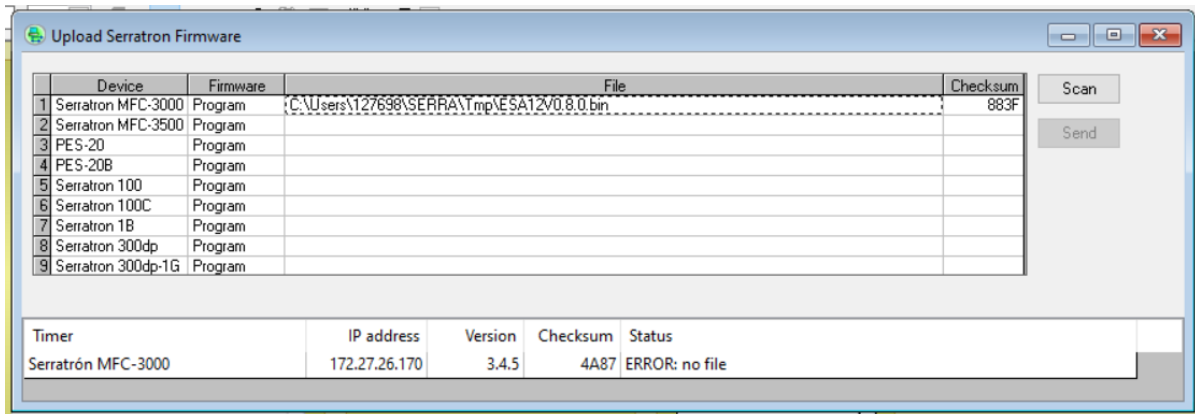 Upload Serratron Firmware
Device Firmware File Checksum Scan
1 Serratron MFC-3000 Program C:\Users\127698\SERRA\Tmp\ESA12V0.8.0.bin 883F
2 Serratron MFC-3500 Program Send
3 PES-20 Program
4 PES-20B Program
5 Serratron 100 Program
6 Serratron 100C Program
7 Serratron 1B Program
8 Serratron 300dp Program
9 Serratron 300dp-1G Program
Timer IP address Version Checksum Status
Serratrón MFC-3000 172.27.26.170 3.4.5 4A87 ERROR: no file